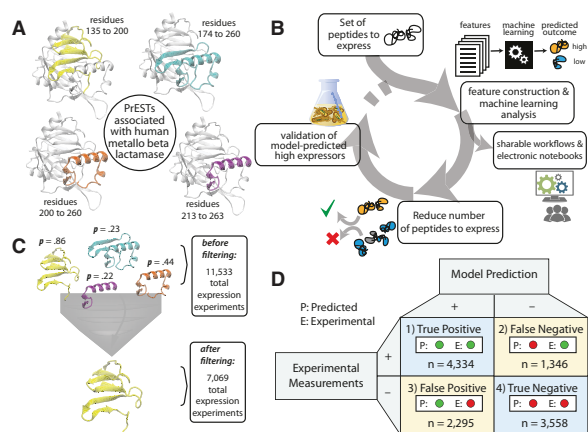 A
residues
135 to 200
residues
174 to 260
PrESTs
associated
with human
metallo beta
lactamase
residues
200 to 260
residues
213 to 263
B
Set of
peptides to
express
features
machine
learning
predicted
outcome
high
low
feature construction &
machine learning
analysis
sharable workflows &
electronic notebooks
Reduce number
of peptides to express
validation of
model-predicted
high expressors
C
p = .86
p = .23
p = .22
p = .44
before
filtering:
11,533
total
expression
experiments
after
filtering:
7,069
total
expression
experiments
D
Model Prediction
P: Predicted
E: Experimental
+
−
Experimental
Measurements
+
−
1) True Positive
P: E:
n = 4,334
2) False Negative
P: E:
n = 1,346
3) False Positive
P: E:
n = 2,295
4) True Negative
P: E:
n = 3,558